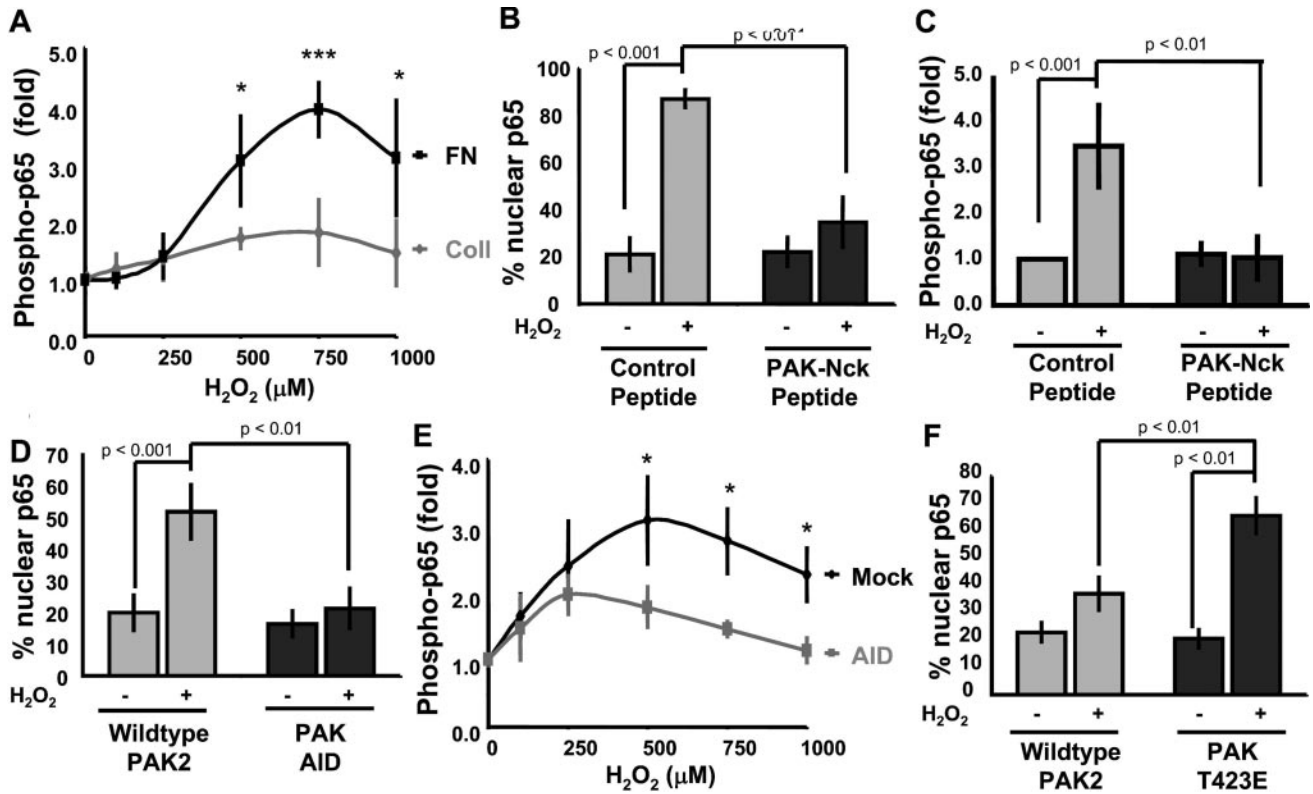 A
Phospho-p65 (fold)
5.0
4.0
3.0
2.0
1.0
0.0
*
***
*
FN
Coll
0
250
500
750
1000
H₂O₂ (μM)
B
% nuclear p65
p < 0.001
100
80
60
40
20
0
H₂O₂
-
+
-
+
Control
Peptide
PAK-Nck
Peptide
C
Phospho-p65 (fold)
p < 0.01
p < 0.001
5.0
4.0
3.0
2.0
1.0
0.0
H₂O₂
-
+
-
+
Control
Peptide
PAK-Nck
Peptide
D
% nuclear p65
p < 0.01
p < 0.001
70
60
50
40
30
20
10
0
H₂O₂
-
+
-
+
Wildtype
PAK2
PAK
AID
E
Phospho-p65 (fold)
4.0
3.0
2.0
1.0
0.0
*
*
*
Mock
AID
0
250
500
750
1000
H₂O₂ (μM)
F
% nuclear p65
p < 0.01
p < 0.01
80
70
60
50
40
30
20
10
0
H₂O₂
-
+
-
+
Wildtype
PAK2
PAK
T423E